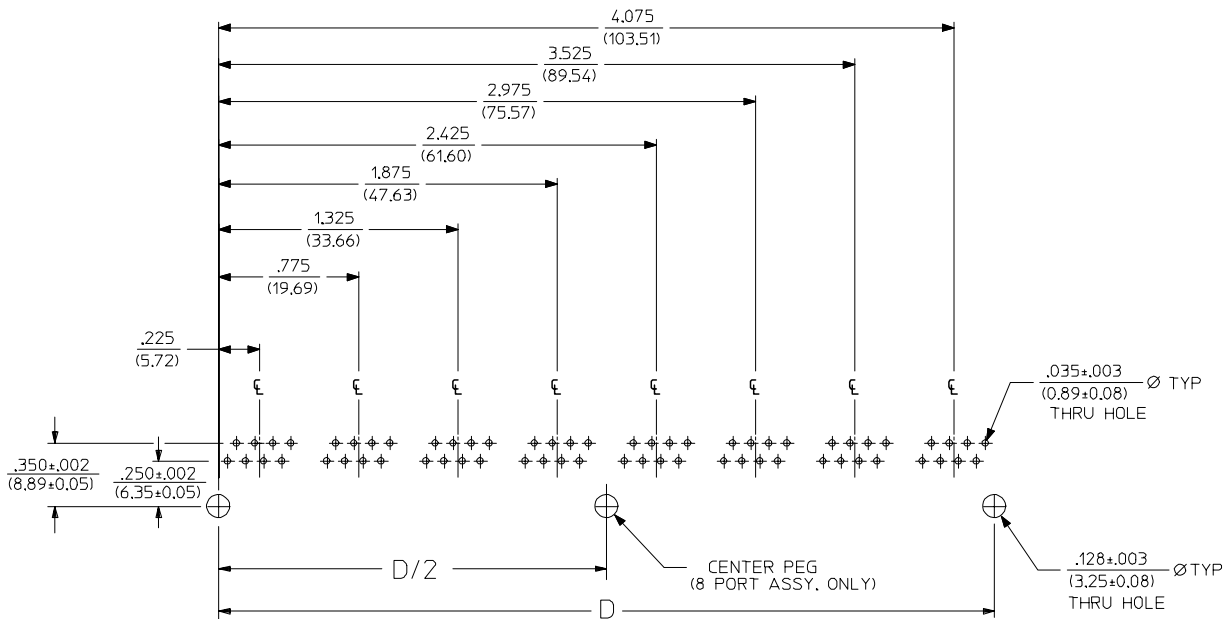 4.075
(103.51)
3.525
(89.54)
2.975
(75.57)
2.425
(61.60)
1.875
(47.63)
1.325
(33.66)
.775
(19.69)
.225
(5.72)
℄ ℄ ℄ ℄ ℄ ℄ ℄ ℄
.035±.003
(0.89±0.08)
Ø TYP
THRU HOLE
.350±.002
(8.89±0.05)
.250±.002
(6.35±0.05)
D/2
CENTER PEG
(8 PORT ASSY. ONLY)
.128±.003
(3.25±0.08)
Ø TYP
THRU HOLE
D